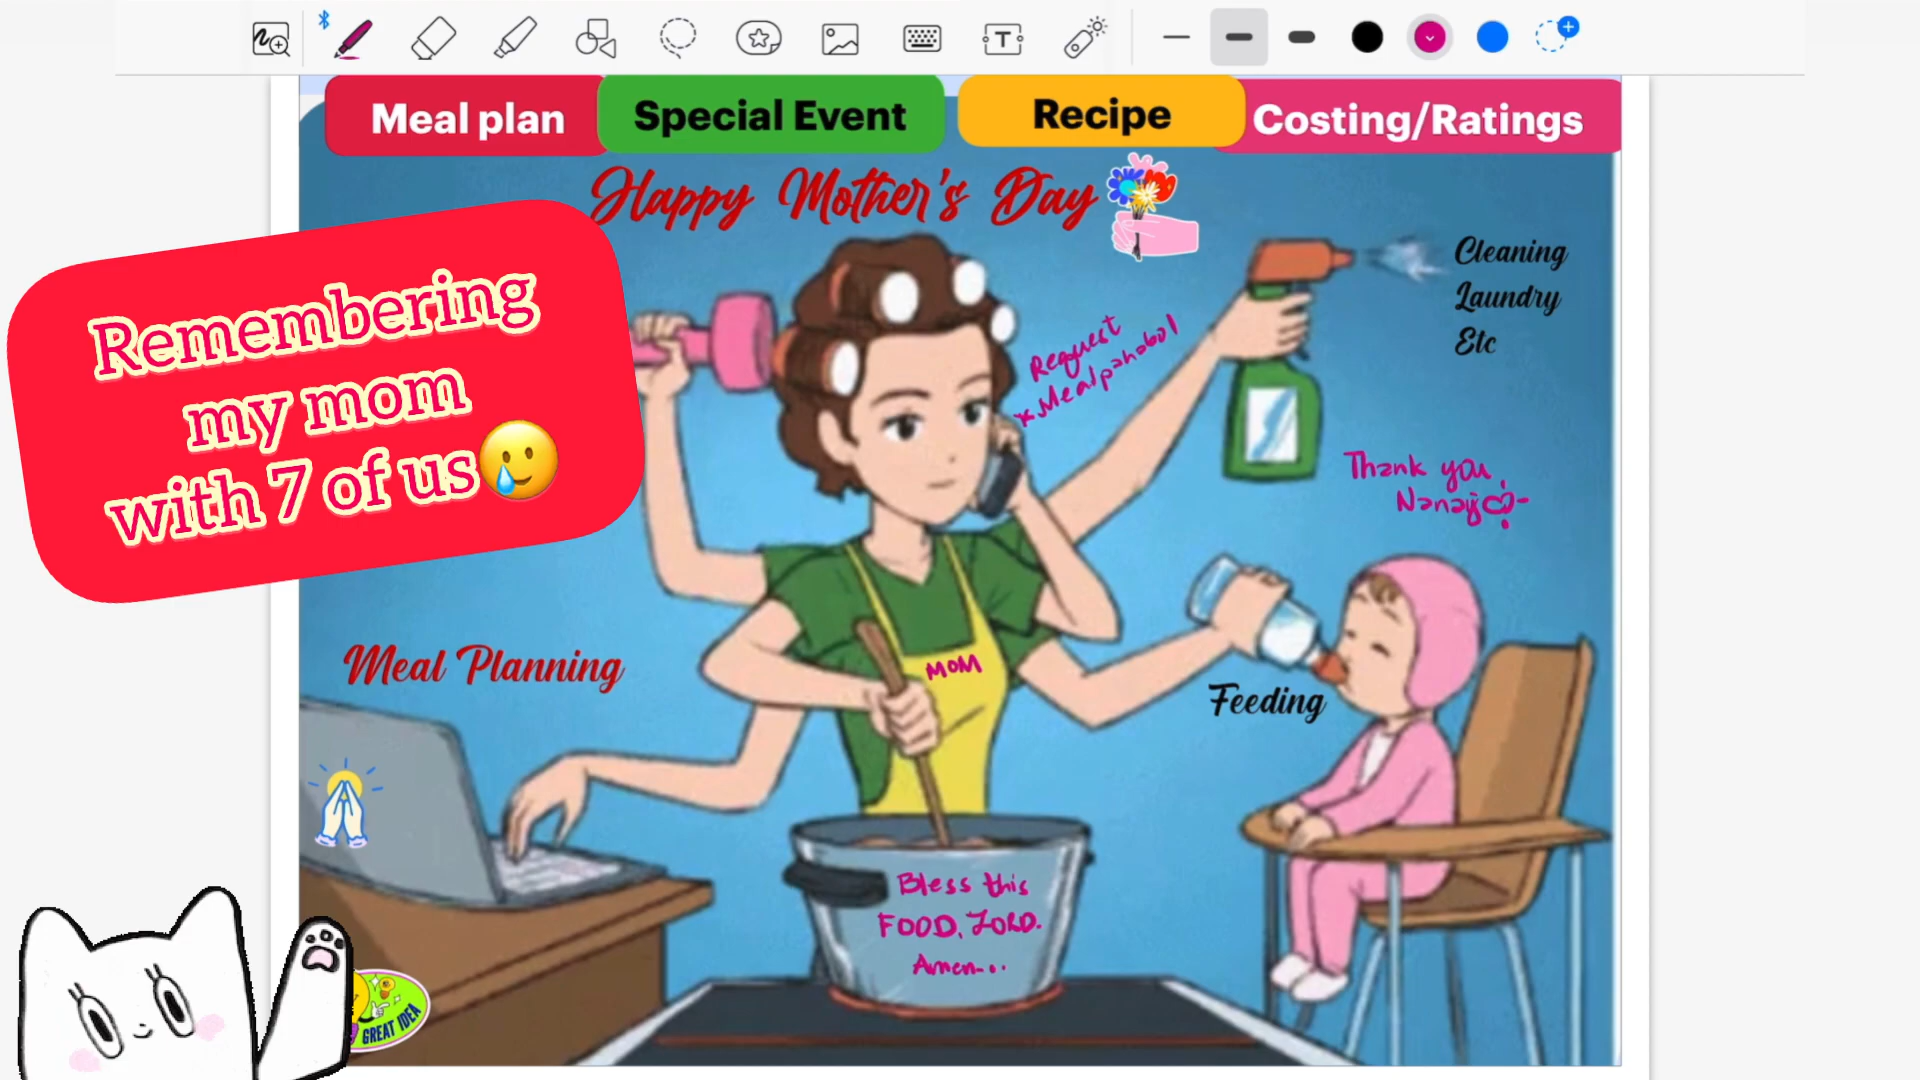 Meal plan
Special Event
Recipe
Costing/Ratings
Happy Mother's Day
Remembering
my mom
with 7 of us
Cleaning
Laundry
Etc
Request
Thank you
Nanay
Meal Planning
MOM
Feeding
Bless this
FOOD, LORD.
Amen...
GREAT IDEA
T